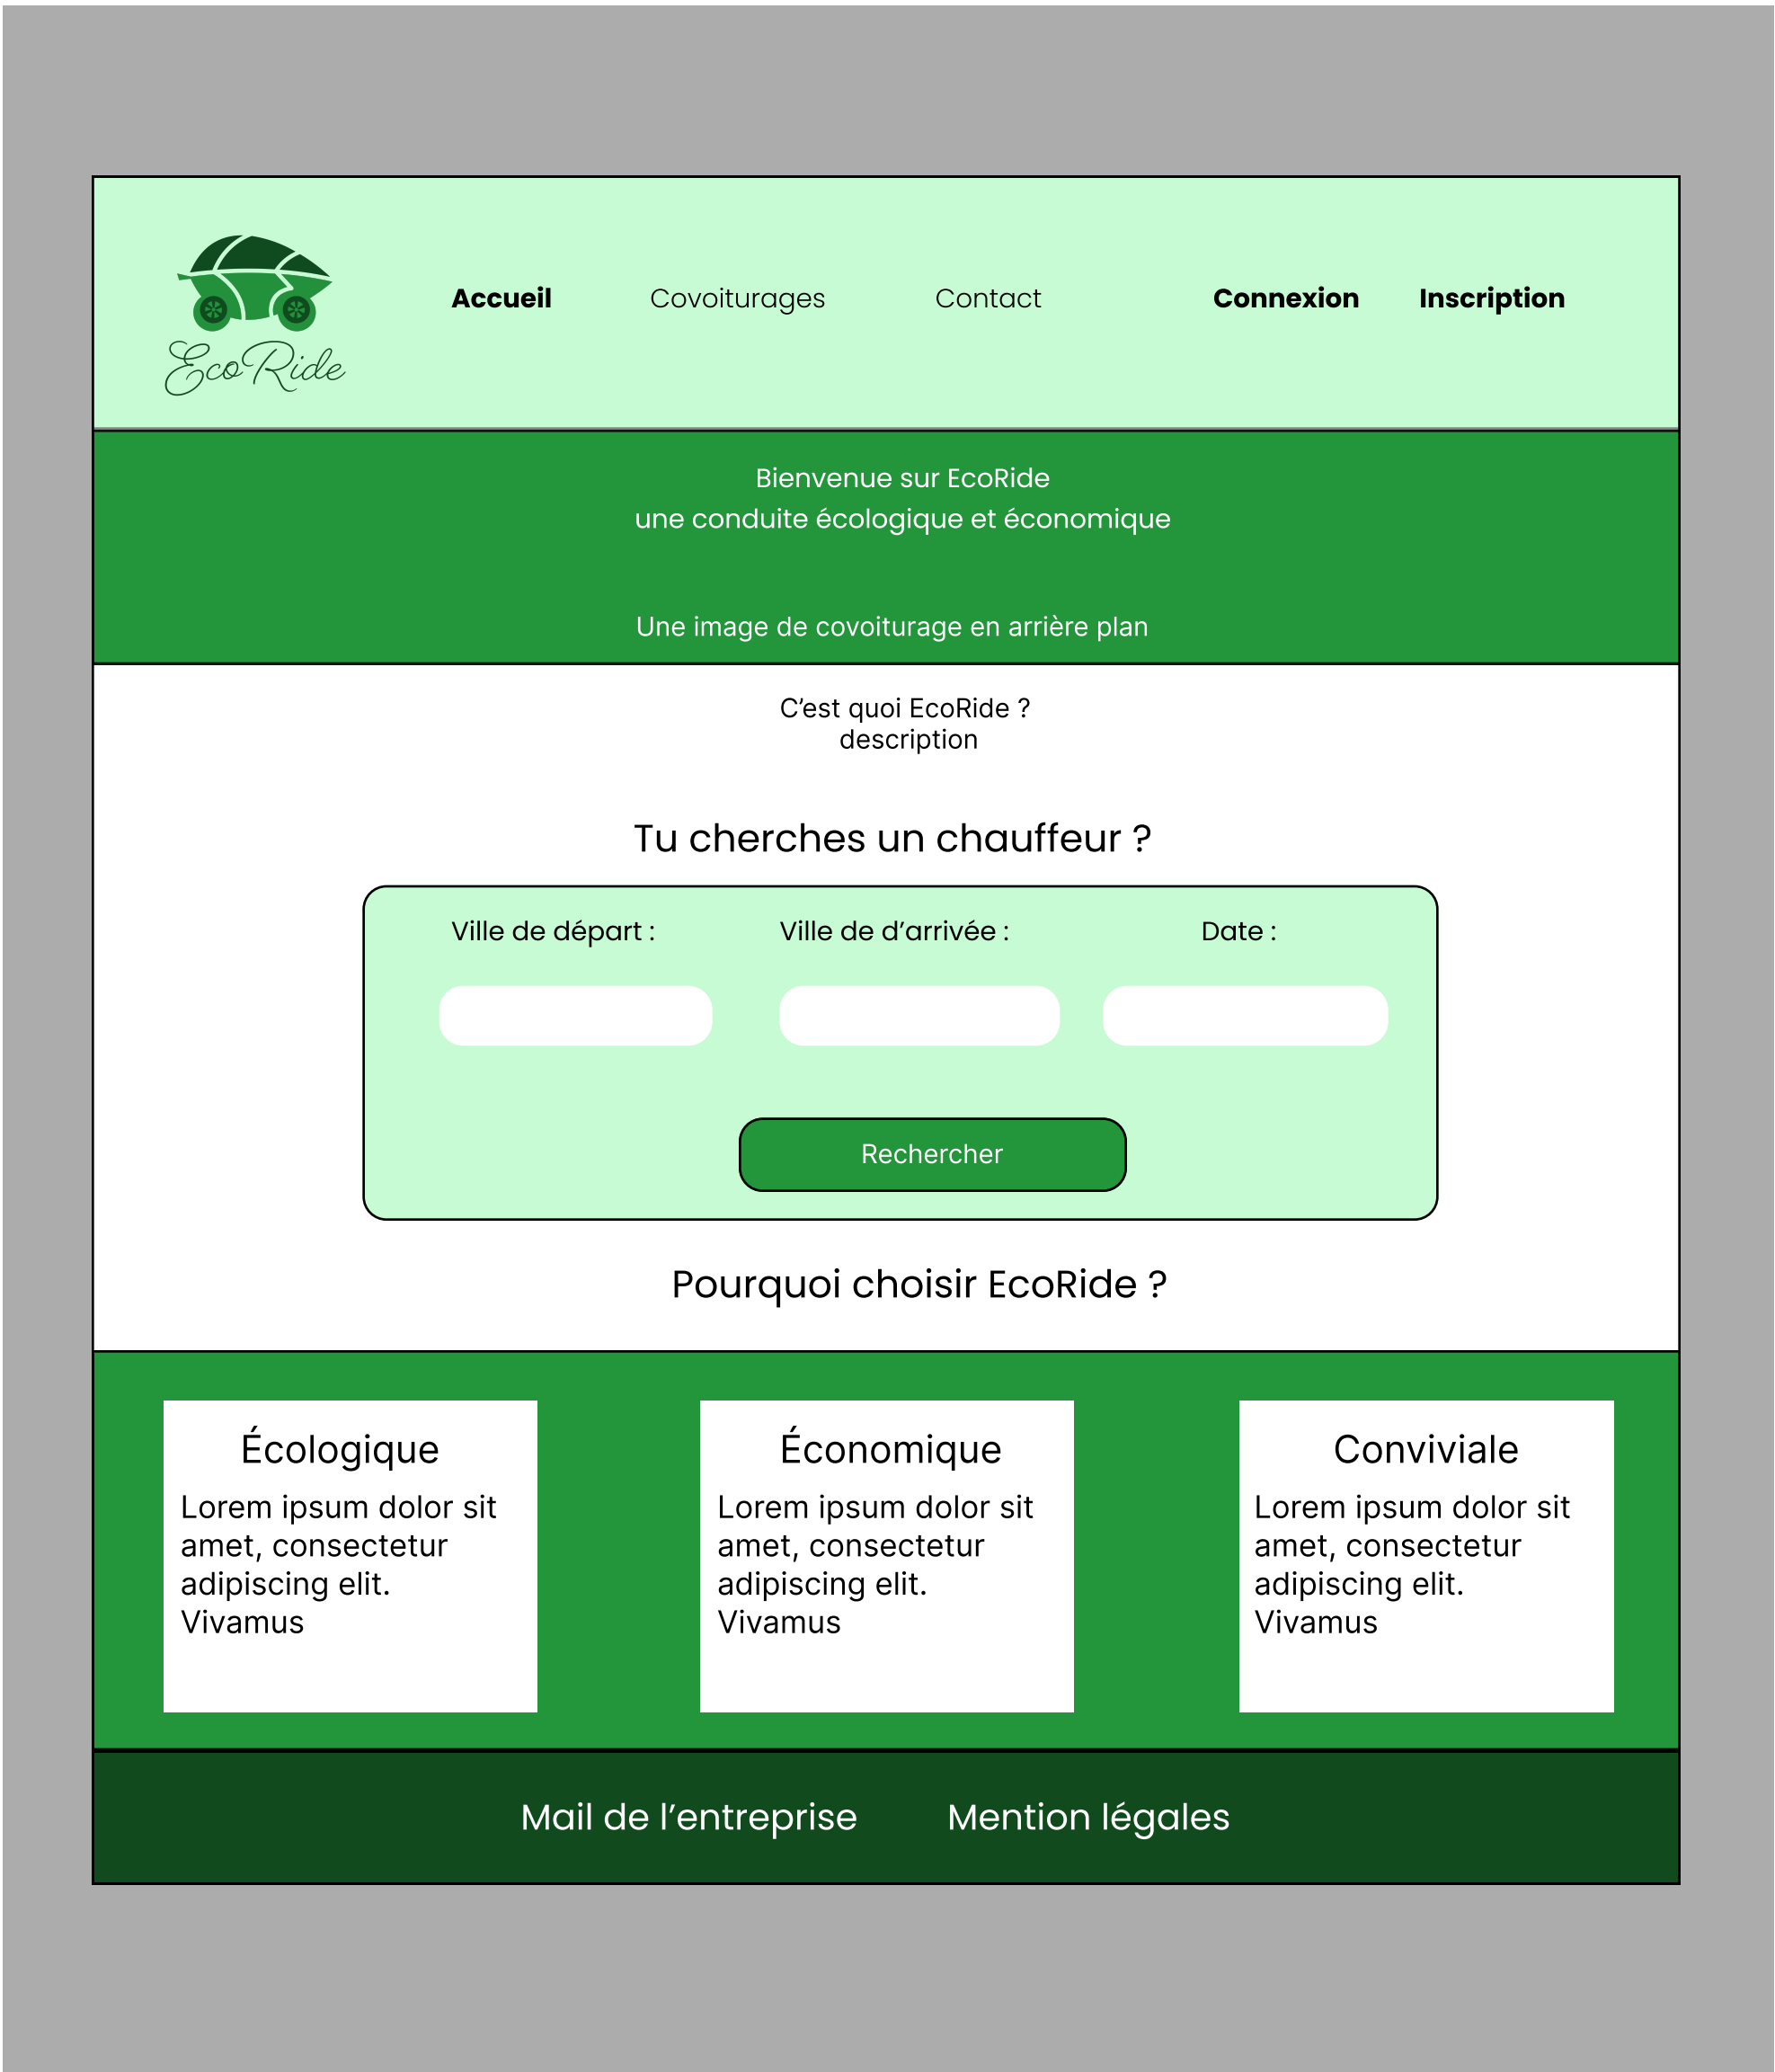 EcoRide
Accueil Covoiturages Contact Connexion Inscription
Bienvenue sur EcoRide
une conduite écologique et économique
Une image de covoiturage en arrière plan
C’est quoi EcoRide ?
description
Tu cherches un chauffeur ?
Ville de départ : Ville de d’arrivée : Date :
Rechercher
Pourquoi choisir EcoRide ?
Écologique
Lorem ipsum dolor sit
amet, consectetur
adipiscing elit.
Vivamus
Économique
Lorem ipsum dolor sit
amet, consectetur
adipiscing elit.
Vivamus
Conviviale
Lorem ipsum dolor sit
amet, consectetur
adipiscing elit.
Vivamus
Mail de l’entreprise Mention légales